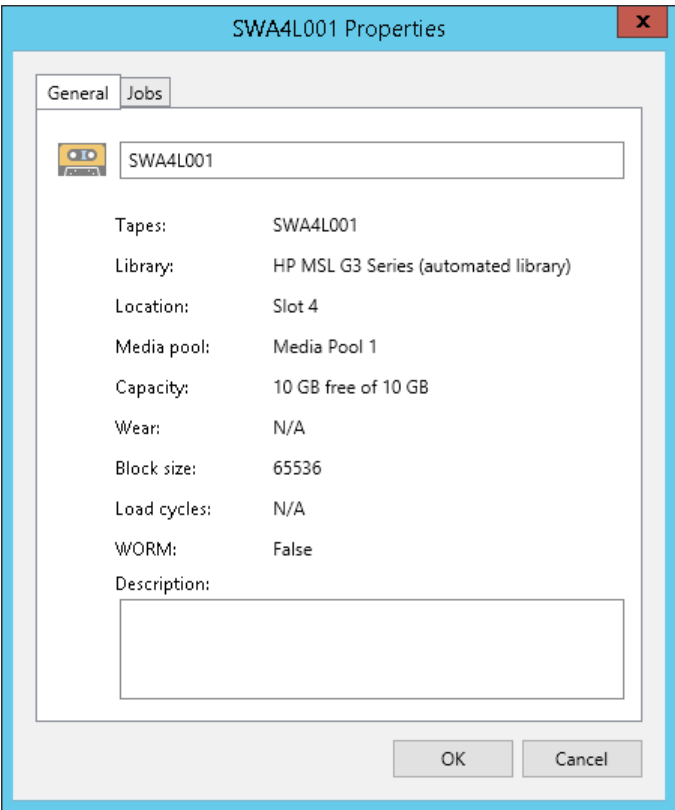 SWA4L001 Properties
x
General Jobs
SWA4L001
Tapes: SWA4L001
Library: HP MSL G3 Series (automated library)
Location: Slot 4
Media pool: Media Pool 1
Capacity: 10 GB free of 10 GB
Wear: N/A
Block size: 65536
Load cycles: N/A
WORM: False
Description:
OK Cancel